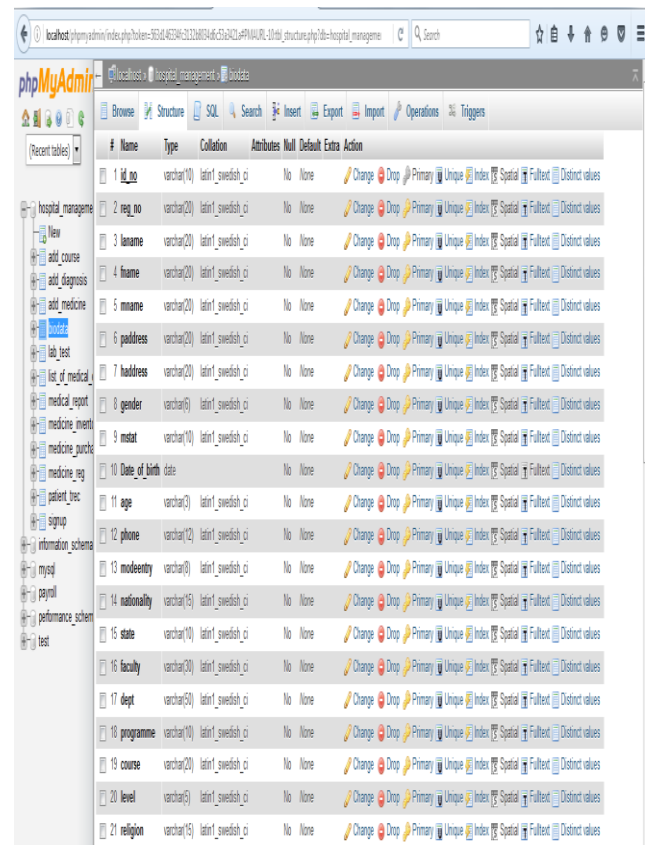 localhost/phpmyadmin/index.php?token=
Search
phpMyAdmin
(Recent tables)
hospital_manageme
New
add_course
add_diagnosis
add_medicine
biodata
lab_test
list_of_medical_
medical_report
medicine_invent
medicine_purcha
medicine_reg
patient_trec
signup
information_schema
mysql
payroll
performance_schem
test
localhost » hospital_management » biodata
Browse Structure SQL Search Insert Export Import Operations Triggers
# Name Type Collation Attributes Null Default Extra Action
1 id_no varchar(10) latin1_swedish_ci No None Change Drop Primary Unique Index Spatial Fulltext Distinct values
2 reg_no varchar(20) latin1_swedish_ci No None Change Drop Primary Unique Index Spatial Fulltext Distinct values
3 laname varchar(20) latin1_swedish_ci No None Change Drop Primary Unique Index Spatial Fulltext Distinct values
4 fname varchar(20) latin1_swedish_ci No None Change Drop Primary Unique Index Spatial Fulltext Distinct values
5 mname varchar(20) latin1_swedish_ci No None Change Drop Primary Unique Index Spatial Fulltext Distinct values
6 paddress varchar(20) latin1_swedish_ci No None Change Drop Primary Unique Index Spatial Fulltext Distinct values
7 haddress varchar(20) latin1_swedish_ci No None Change Drop Primary Unique Index Spatial Fulltext Distinct values
8 gender varchar(6) latin1_swedish_ci No None Change Drop Primary Unique Index Spatial Fulltext Distinct values
9 mstat varchar(10) latin1_swedish_ci No None Change Drop Primary Unique Index Spatial Fulltext Distinct values
10 Date_of_birth date No None Change Drop Primary Unique Index Spatial Fulltext Distinct values
11 age varchar(3) latin1_swedish_ci No None Change Drop Primary Unique Index Spatial Fulltext Distinct values
12 phone varchar(12) latin1_swedish_ci No None Change Drop Primary Unique Index Spatial Fulltext Distinct values
13 modeentry varchar(8) latin1_swedish_ci No None Change Drop Primary Unique Index Spatial Fulltext Distinct values
14 nationality varchar(15) latin1_swedish_ci No None Change Drop Primary Unique Index Spatial Fulltext Distinct values
15 state varchar(10) latin1_swedish_ci No None Change Drop Primary Unique Index Spatial Fulltext Distinct values
16 faculty varchar(30) latin1_swedish_ci No None Change Drop Primary Unique Index Spatial Fulltext Distinct values
17 dept varchar(50) latin1_swedish_ci No None Change Drop Primary Unique Index Spatial Fulltext Distinct values
18 programme varchar(10) latin1_swedish_ci No None Change Drop Primary Unique Index Spatial Fulltext Distinct values
19 course varchar(20) latin1_swedish_ci No None Change Drop Primary Unique Index Spatial Fulltext Distinct values
20 level varchar(5) latin1_swedish_ci No None Change Drop Primary Unique Index Spatial Fulltext Distinct values
21 religion varchar(15) latin1_swedish_ci No None Change Drop Primary Unique Index Spatial Fulltext Distinct values